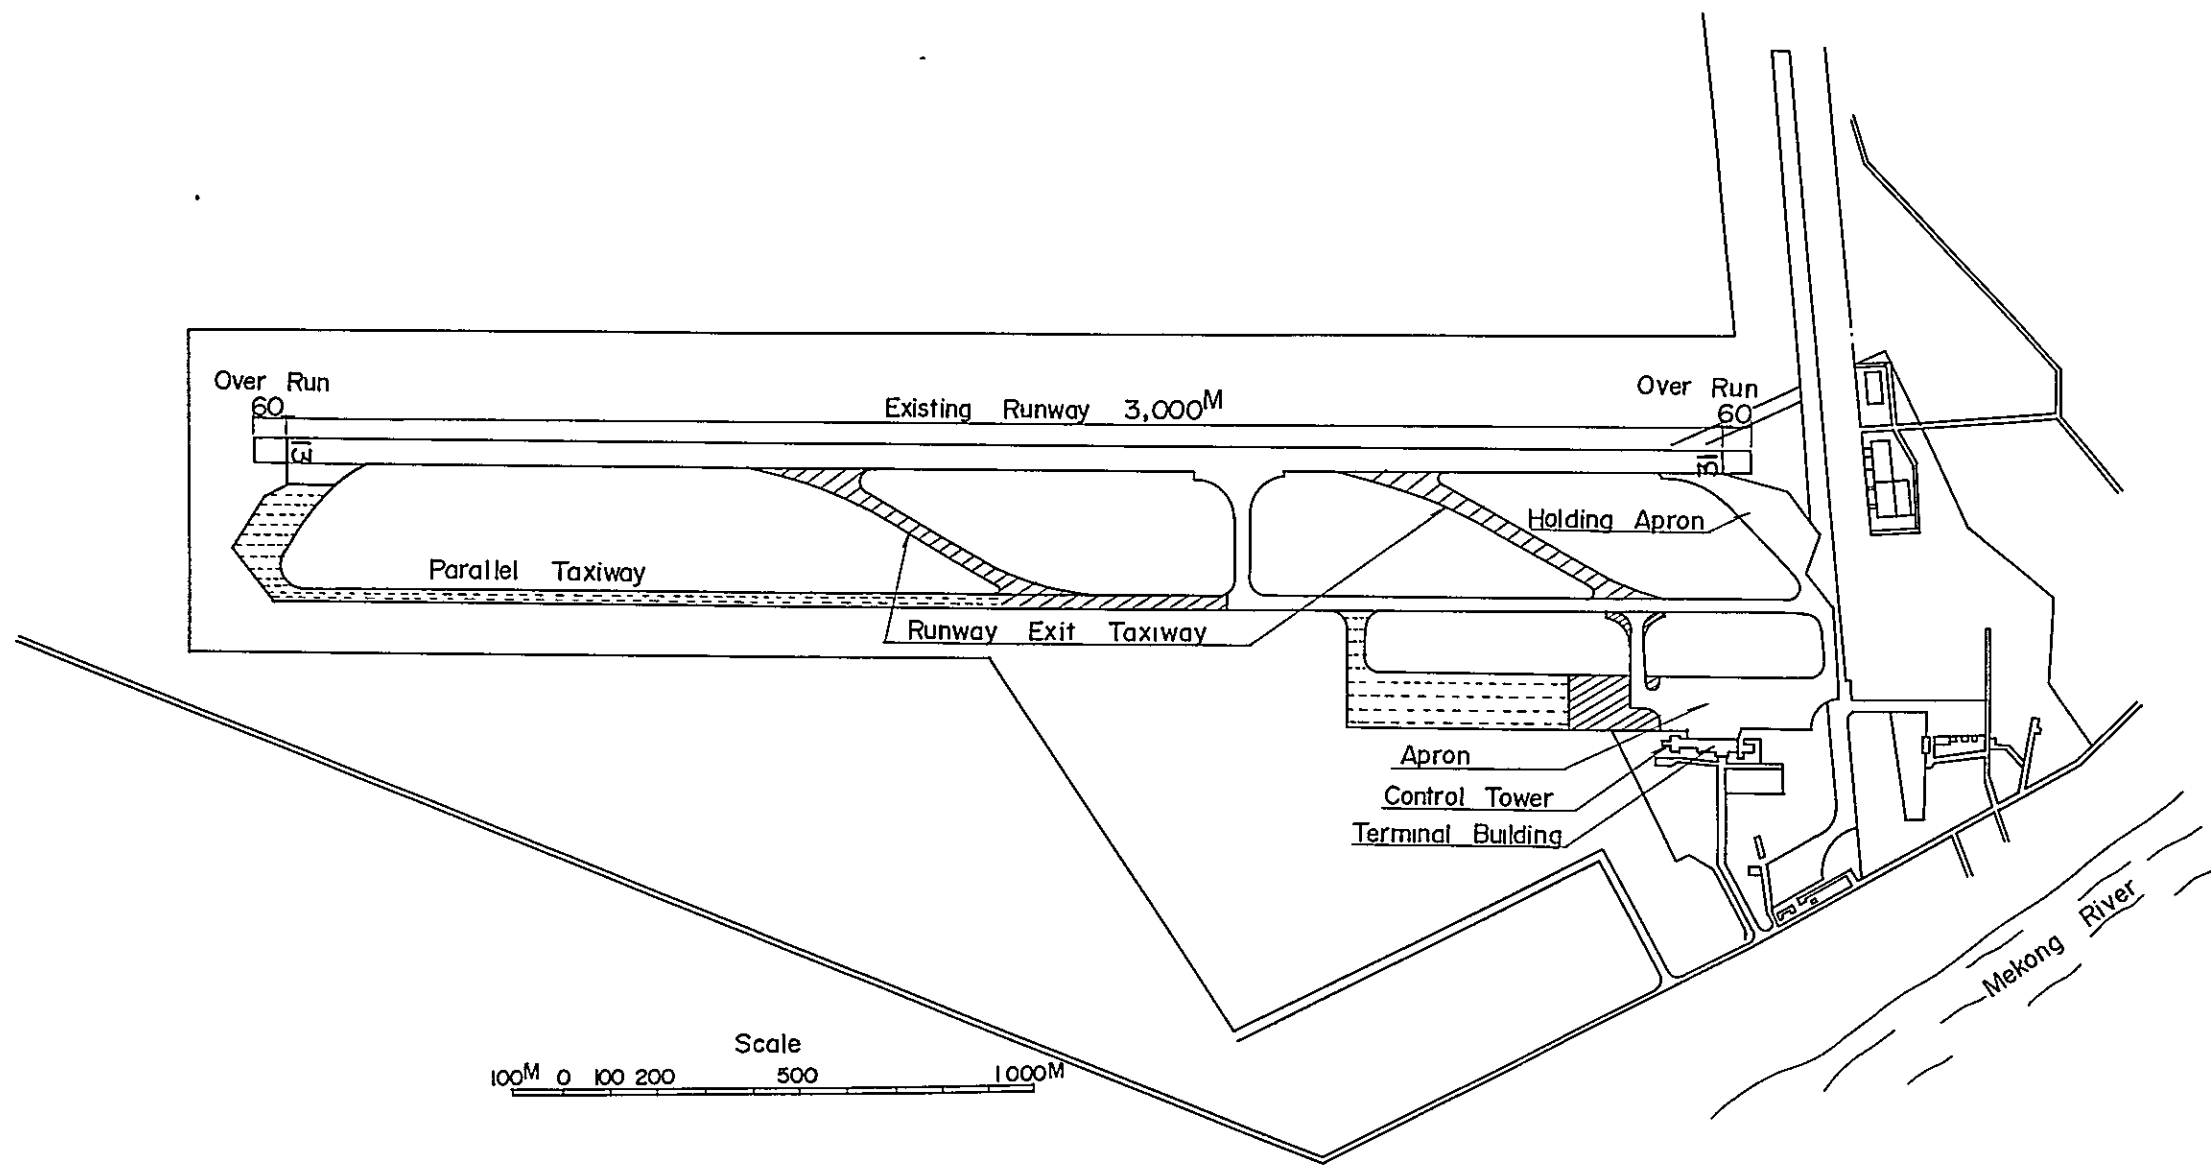 Over Run
60
Existing Runway 3,000M
Over Run
60
13
31
Holding Apron
Parallel Taxiway
Runway Exit Taxiway
Apron
Control Tower
Terminal Building
Mekong River
Scale
100M 0 100 200 500 1000M